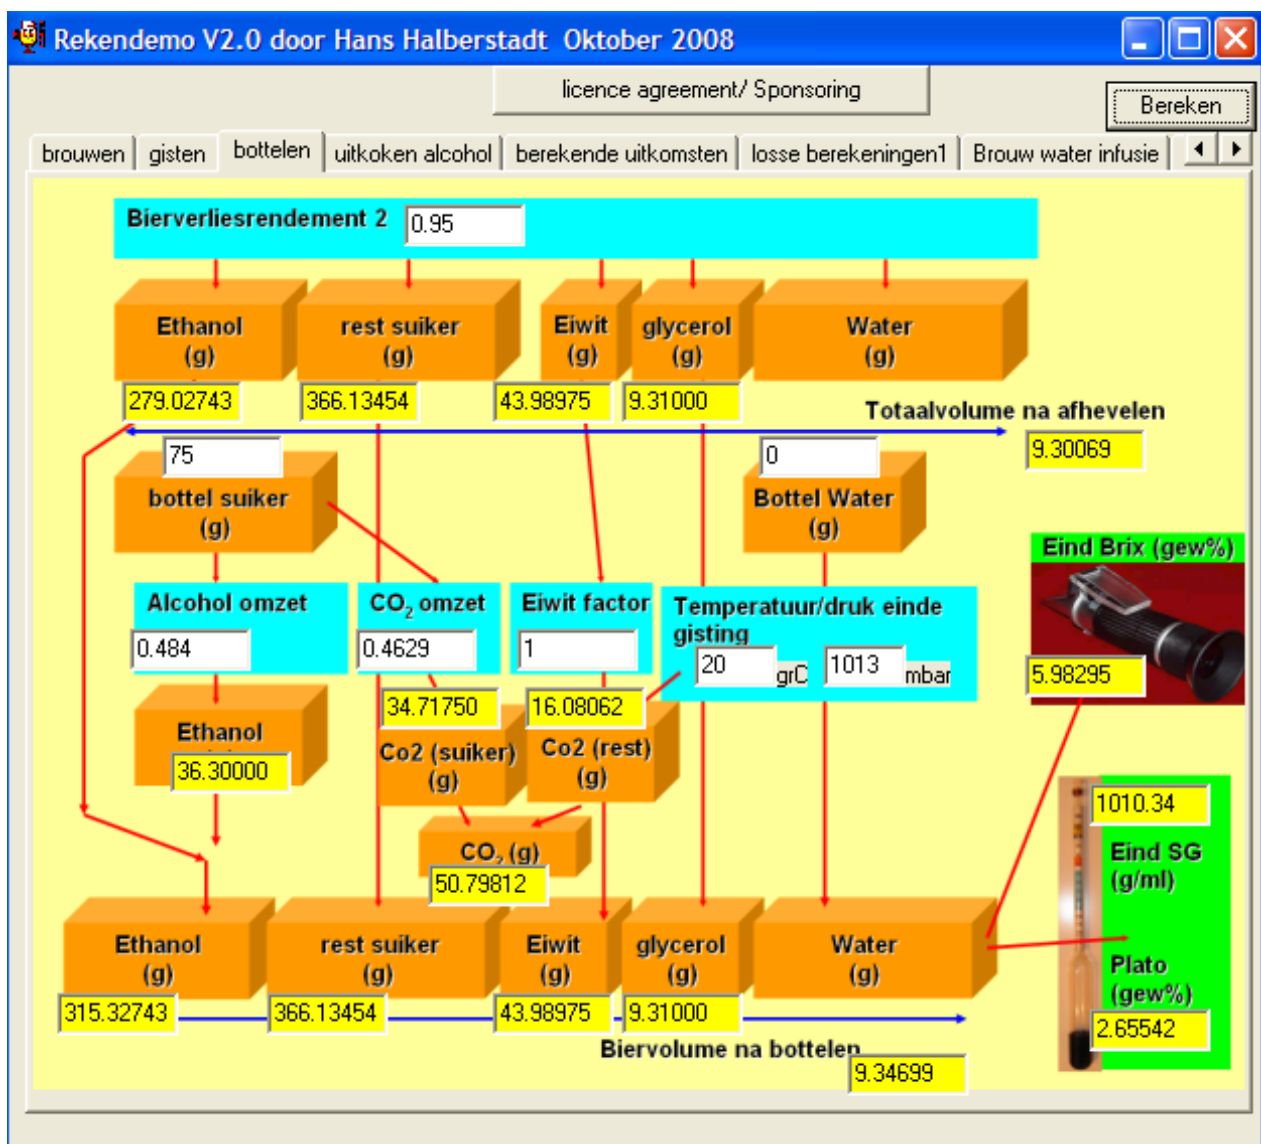 Rekendemo V2.0 door Hans Halberstadt  Oktober 2008
licence agreement/ Sponsoring
Bereken
brouwen
gisten
bottelen
uitkoken alcohol
berekende uitkomsten
losse berekeningen1
Brouw water infusie
Bierverliesrendement 2
0.95
Ethanol
(g)
rest suiker
(g)
Eiwit
(g)
glycerol
(g)
Water
(g)
279.02743
366.13454
43.98975
9.31000
Totaalvolume na afhevelen
9.30069
75
bottel suiker
(g)
0
Bottel Water
(g)
Alcohol omzet
0.484
CO2 omzet
0.4629
Eiwit factor
1
Temperatuur/druk einde
gisting
20 grC
1013 mbar
Eind Brix (gew%)
5.98295
Ethanol
36.30000
34.71750
Co2 (suiker)
(g)
16.08062
Co2 (rest)
(g)
CO2 (g)
50.79812
1010.34
Eind SG
(g/ml)
Plato
(gew%)
2.65542
Ethanol
(g)
rest suiker
(g)
Eiwit
(g)
glycerol
(g)
Water
(g)
315.32743
366.13454
43.98975
9.31000
Biervolume na bottelen
9.34699